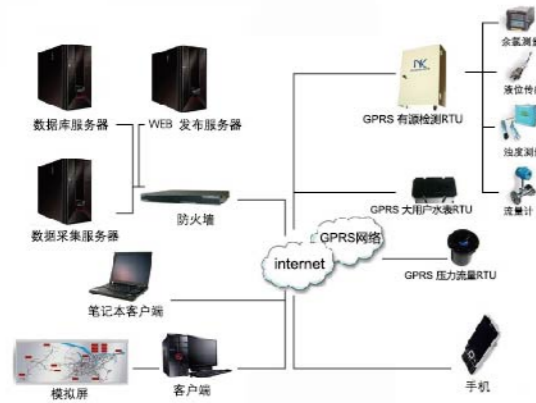 数据库服务器
WEB 发布服务器
数据采集服务器
防火墙
笔记本客户端
模拟屏
客户端
internet
GPRS网络
NK
GPRS 有源检测RTU
GPRS 大用户水表RTU
GPRS 压力流量RTU
手机
余氯测量
液位传
浊度测
流量计